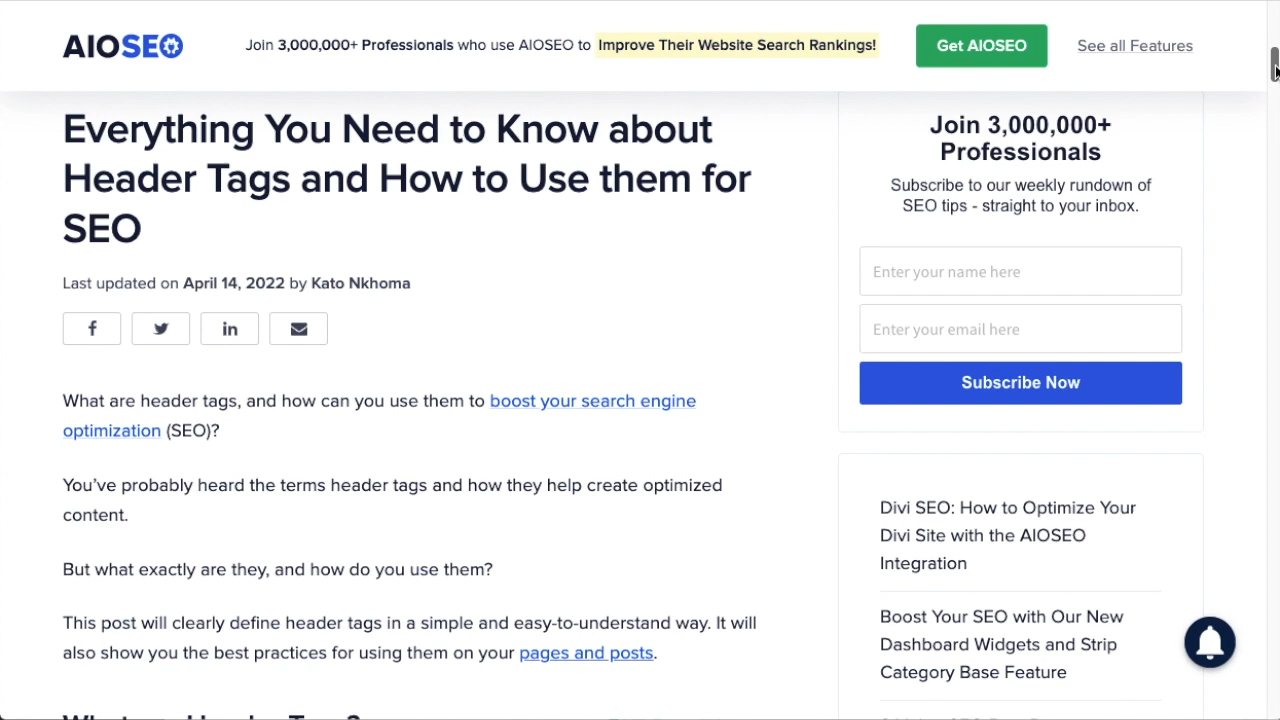 AIOSEO
Join 3,000,000+ Professionals who use AIOSEO to Improve Their Website Search Rankings!
Get AIOSEO
See all Features
Everything You Need to Know about
Header Tags and How to Use them for
SEO
Last updated on April 14, 2022 by Kato Nkhoma
What are header tags, and how can you use them to boost your search engine
optimization (SEO)?
You’ve probably heard the terms header tags and how they help create optimized
content.
But what exactly are they, and how do you use them?
This post will clearly define header tags in a simple and easy-to-understand way. It will
also show you the best practices for using them on your pages and posts.
Join 3,000,000+
Professionals
Subscribe to our weekly rundown of
SEO tips - straight to your inbox.
Enter your name here
Enter your email here
Subscribe Now
Divi SEO: How to Optimize Your
Divi Site with the AIOSEO
Integration
Boost Your SEO with Our New
Dashboard Widgets and Strip
Category Base Feature